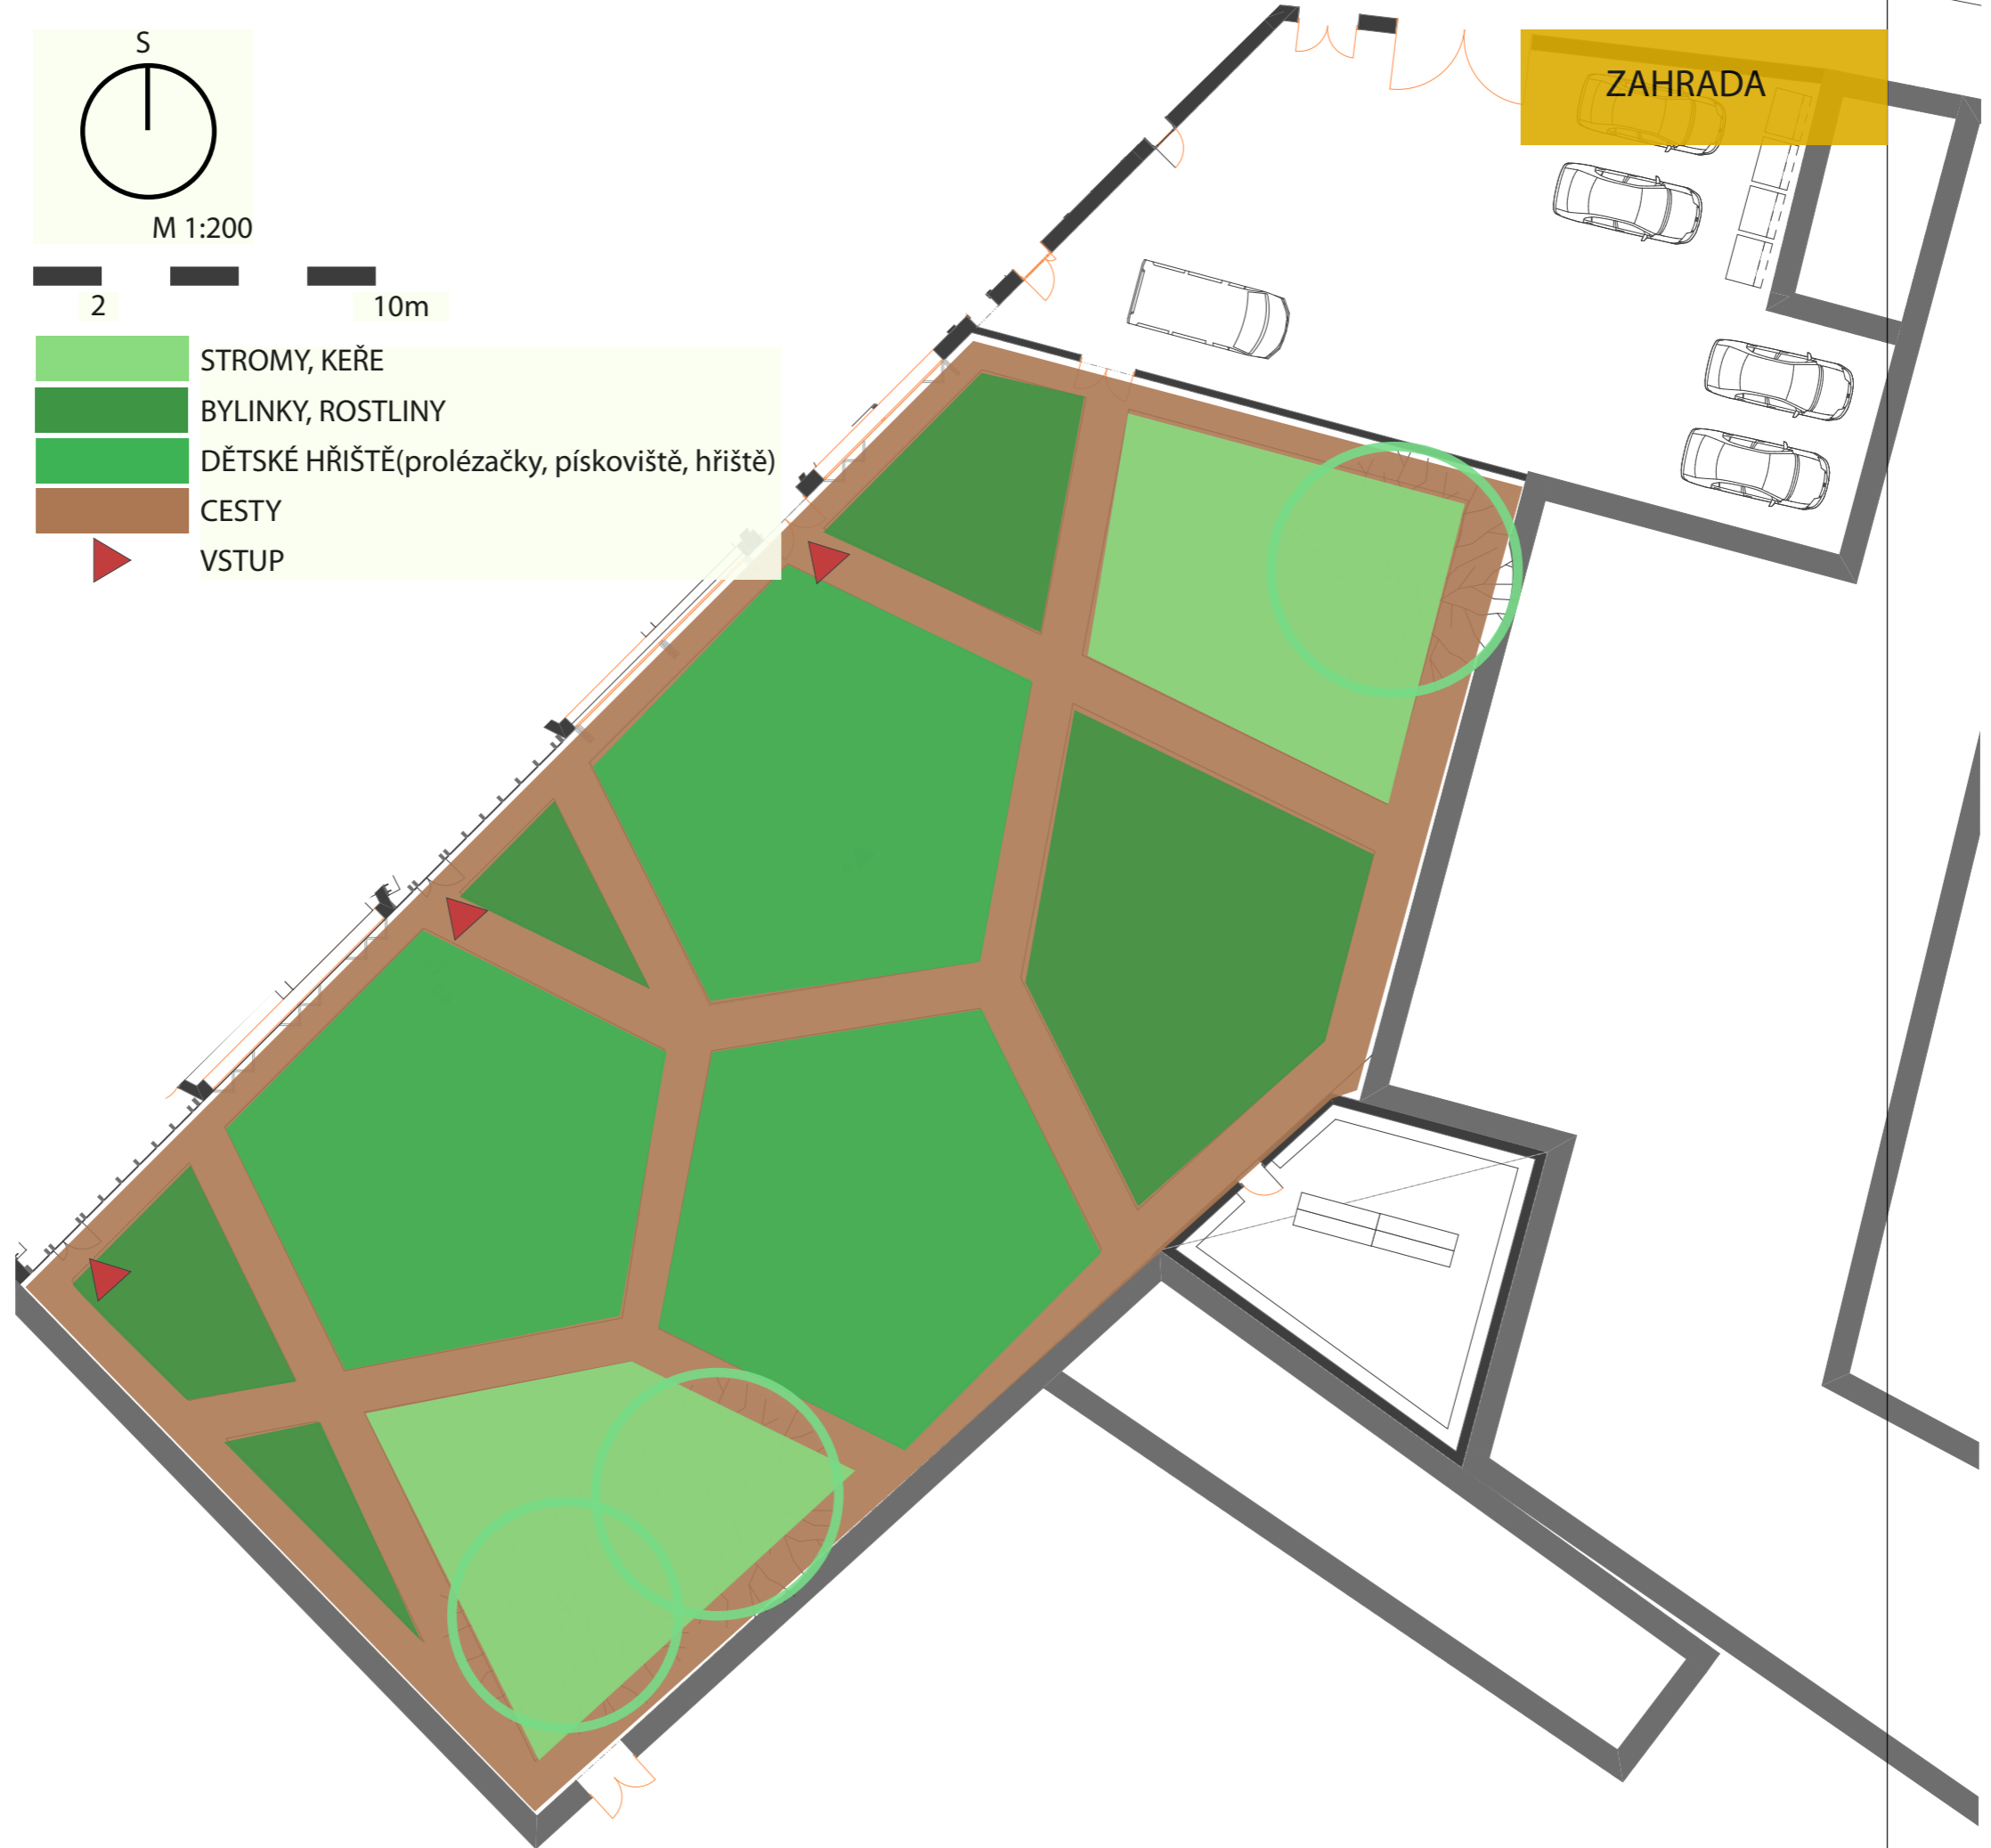 S
M 1:200
2
10m
ZAHRADA
STROMY, KEŘE
BYLINKY, ROSTLINY
DĚTSKÉ HŘIŠTĚ(prolézačky, pískoviště, hřiště)
CESTY
VSTUP